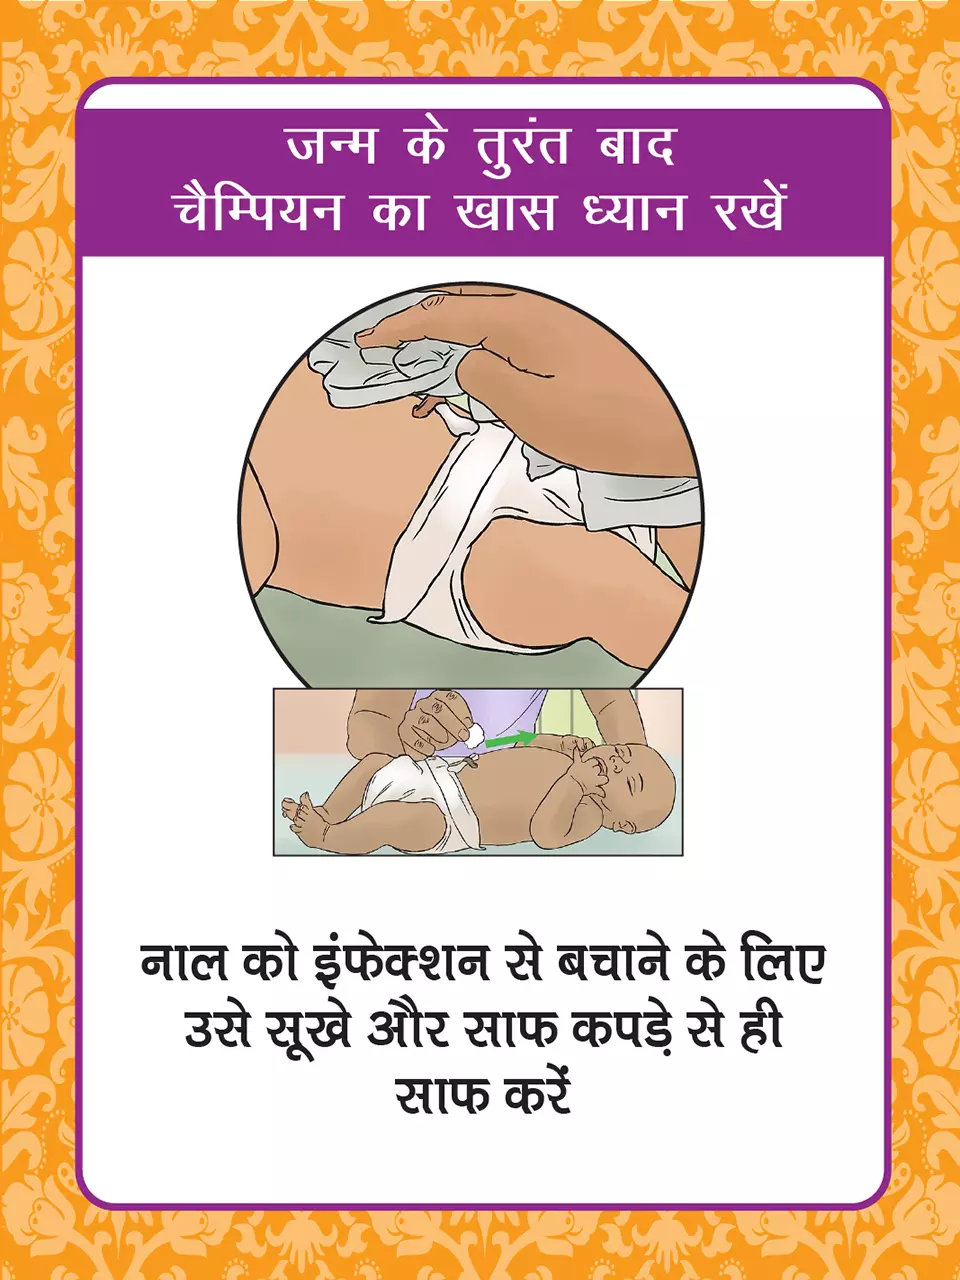 जन्म के तुरंत बाद
चैम्पियन का खास ध्यान रखें
नाल को इंफेक्शन से बचाने के लिए
उसे सूखे और साफ कपड़े से ही
साफ करें